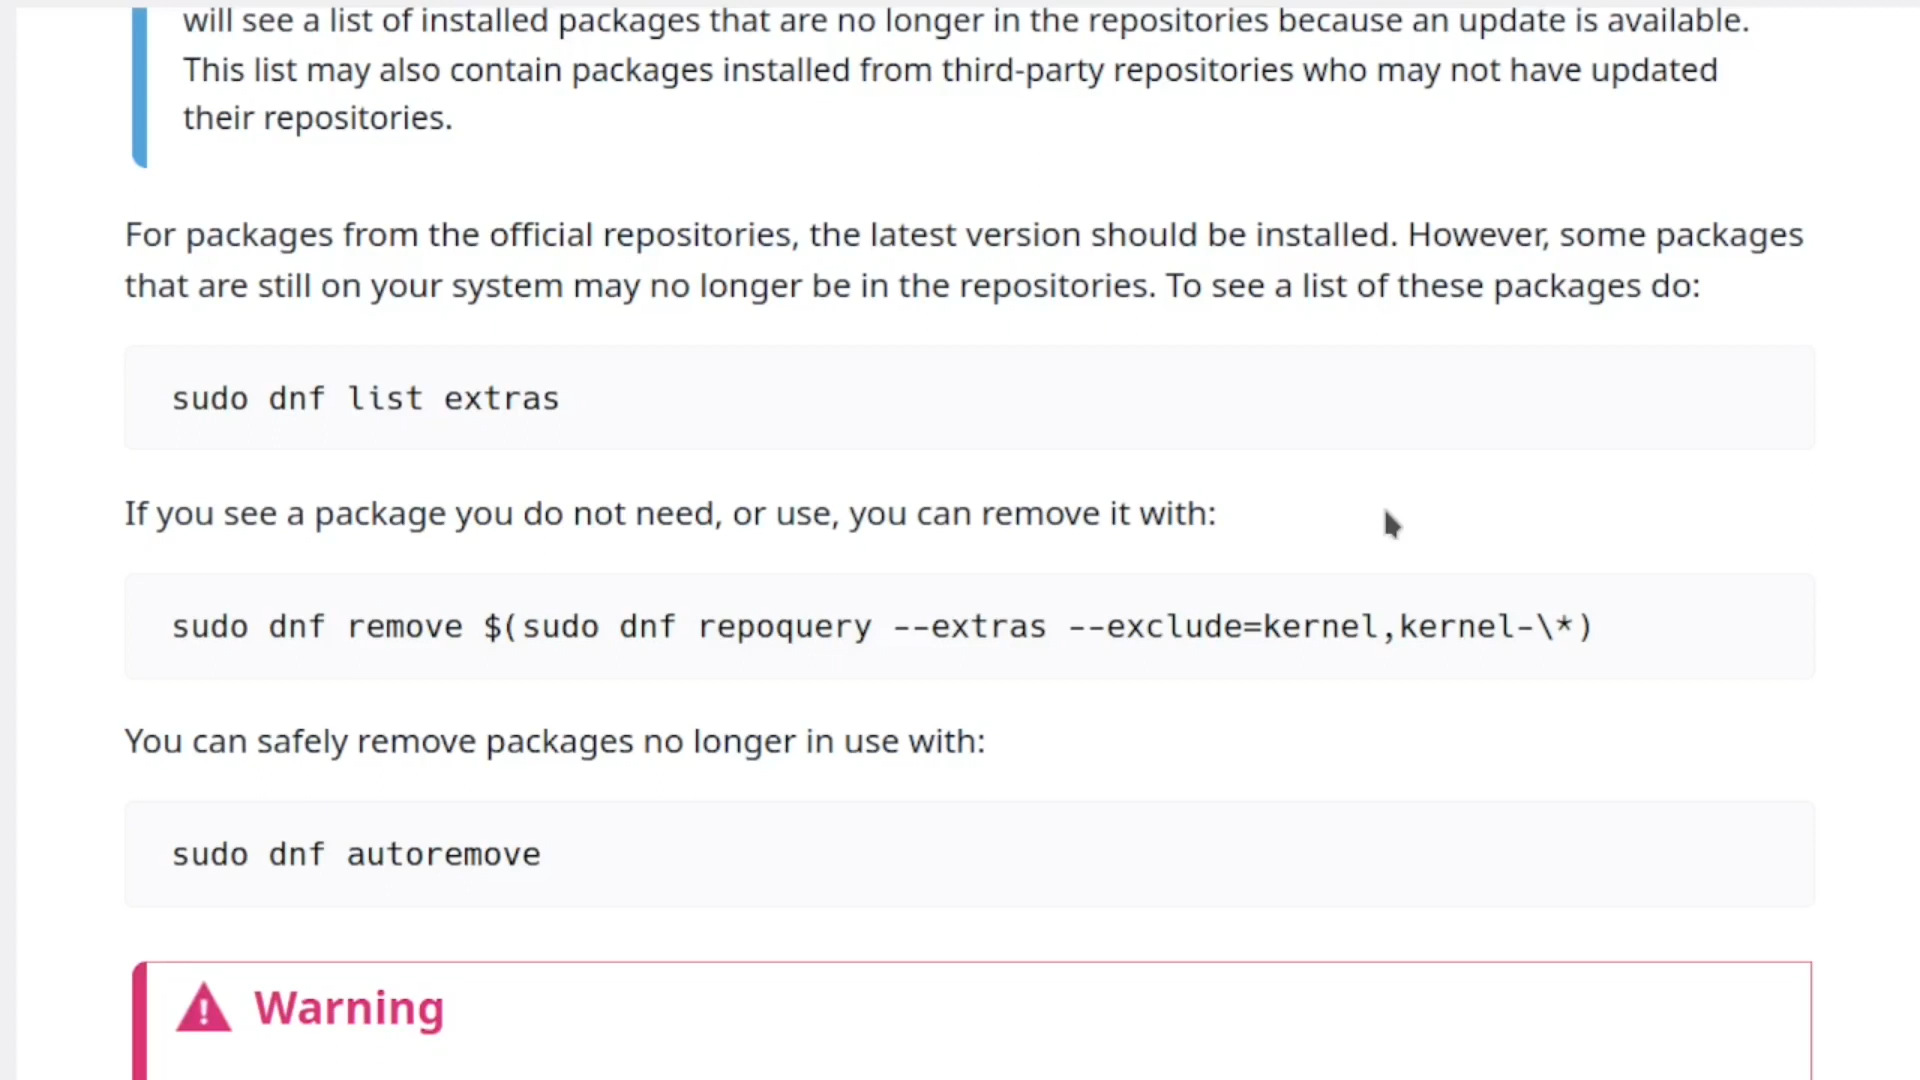 will see a list of installed packages that are no longer in the repositories because an update is available.
This list may also contain packages installed from third-party repositories who may not have updated
their repositories.
For packages from the official repositories, the latest version should be installed. However, some packages
that are still on your system may no longer be in the repositories. To see a list of these packages do:
sudo dnf list extras
If you see a package you do not need, or use, you can remove it with:
sudo dnf remove $(sudo dnf repoquery --extras --exclude=kernel,kernel-\*)
You can safely remove packages no longer in use with:
sudo dnf autoremove
Warning